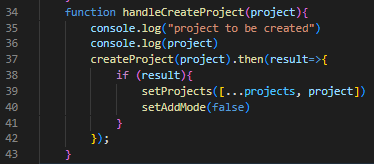 34 function handleCreateProject(project){
35 console.log("project to be created")
36 console.log(project)
37 createProject(project).then(result=>{
38 if (result){
39 setProjects([...projects, project])
40 setAddMode(false)
41 }
42 });
43 }